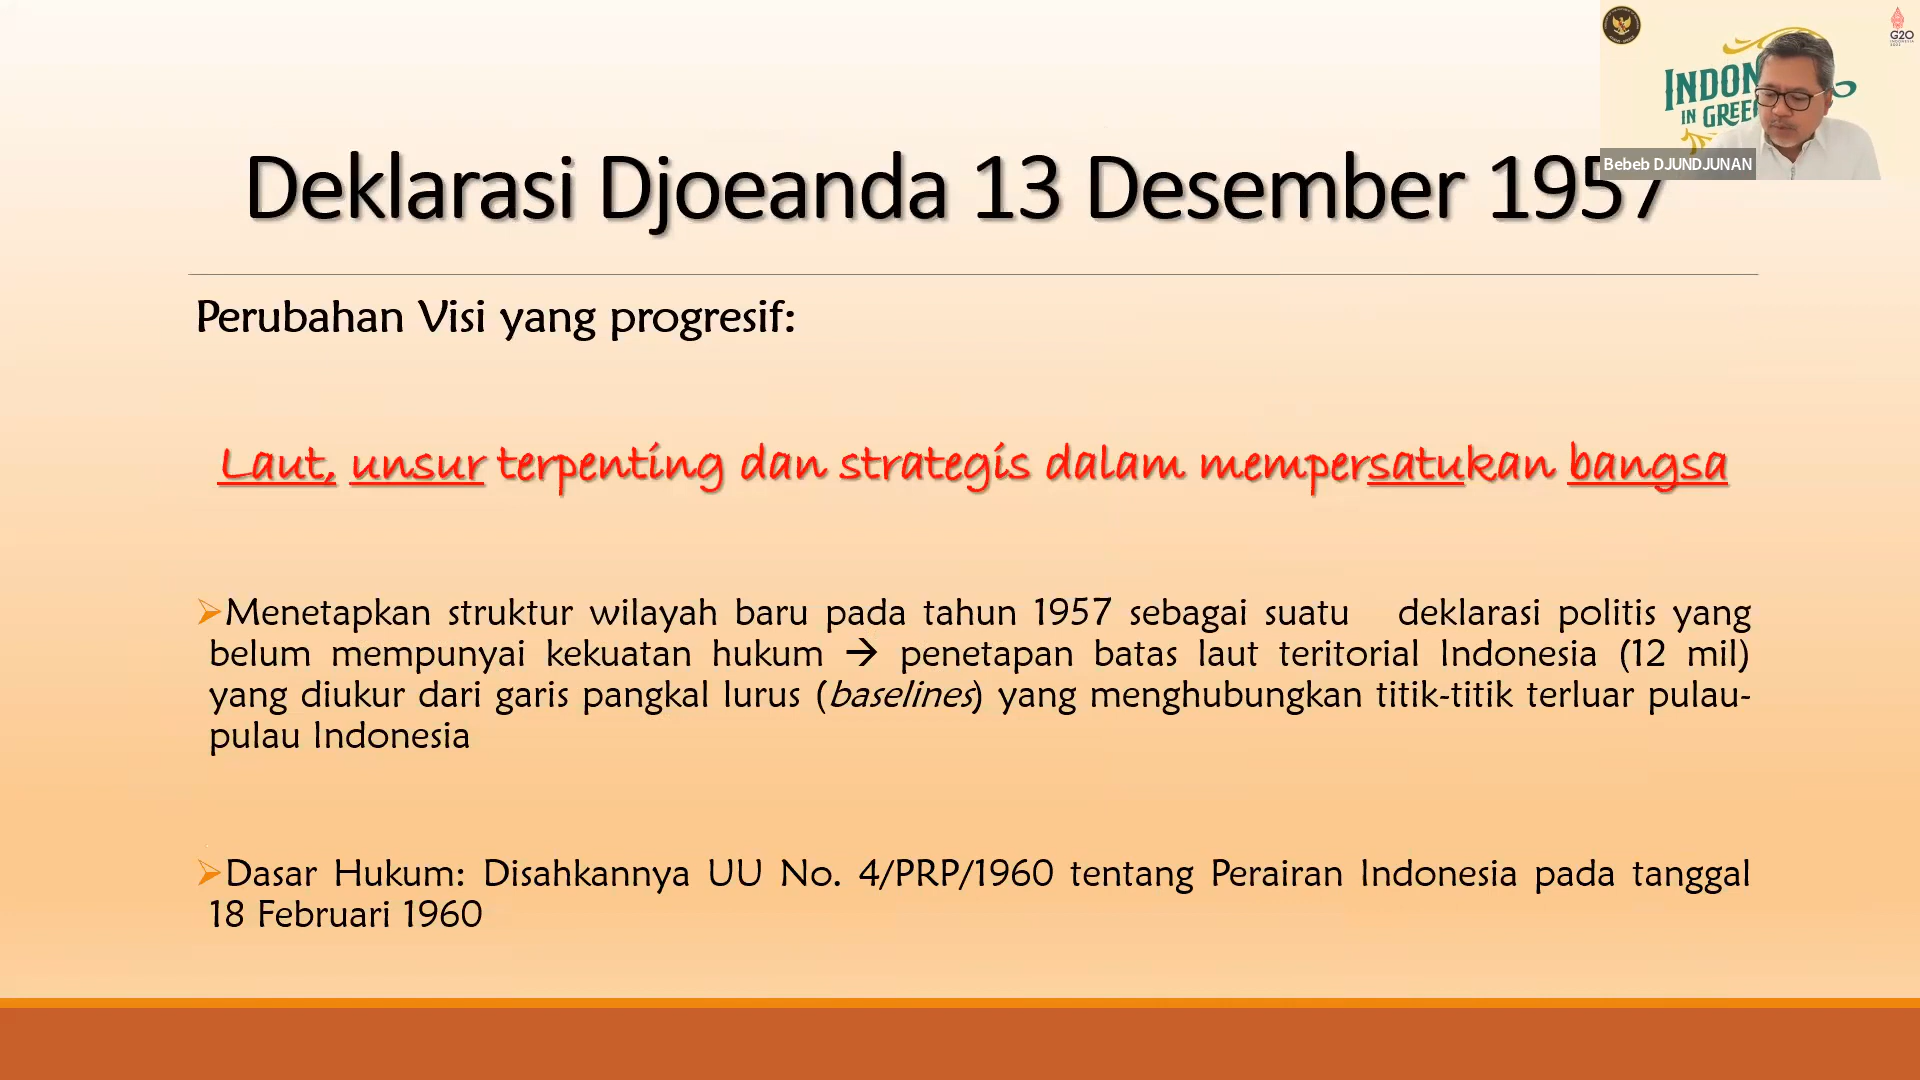 G20
INDON
IN GREE
Bebeb DJUNDJUNAN
Deklarasi Djoeanda 13 Desember 1957
Perubahan Visi yang progresif:
Laut, unsur terpenting dan strategis dalam mempersatukan bangsa
➢Menetapkan struktur wilayah baru pada tahun 1957 sebagai suatu deklarasi politis yang
belum mempunyai kekuatan hukum → penetapan batas laut teritorial Indonesia (12 mil)
yang diukur dari garis pangkal lurus (baselines) yang menghubungkan titik-titik terluar pulau-
pulau Indonesia
➢Dasar Hukum: Disahkannya UU No. 4/PRP/1960 tentang Perairan Indonesia pada tanggal
18 Februari 1960